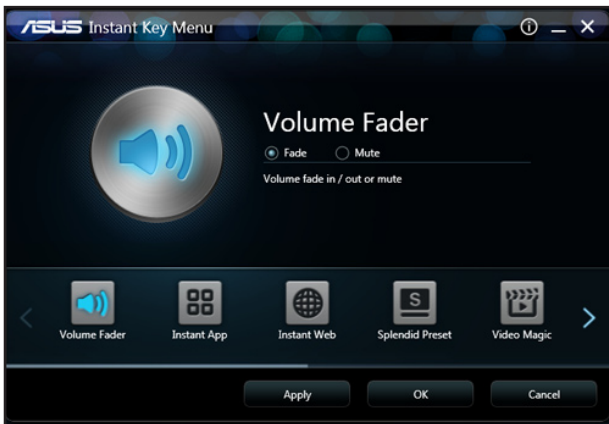 ASUS Instant Key Menu
Volume Fader
Fade Mute
Volume fade in / out or mute
S
Volume Fader Instant App Instant Web Splendid Preset Video Magic
Apply OK Cancel